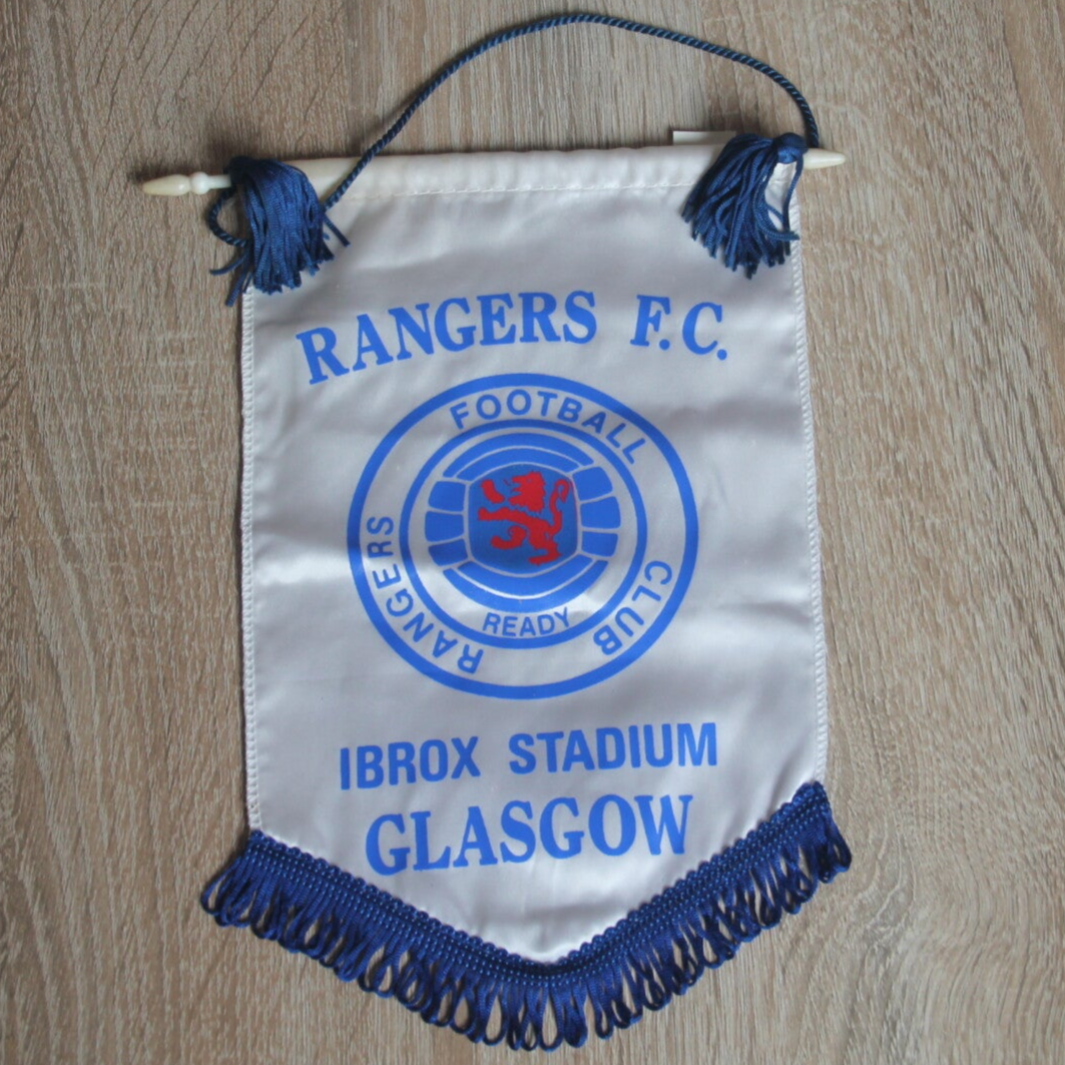 RANGERS F.C.
RANGERS FOOTBALL CLUB
READY
IBROX STADIUM
GLASGOW